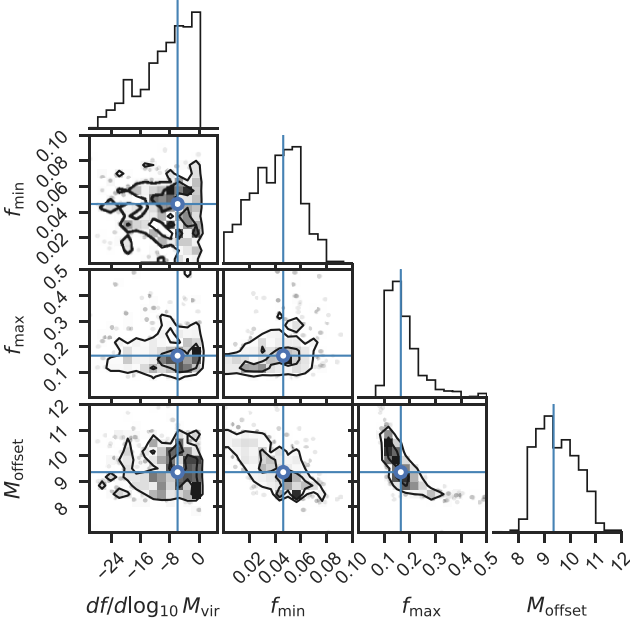 0.10
0.08
0.06
0.04
0.02
f_min
0.5
0.4
0.3
0.2
0.1
f_max
12
11
10
9
8
M_offset
−24 −16 −8 0
0.02 0.04 0.06 0.08 0.10
0.1 0.2 0.3 0.4 0.5
8 9 10 11 12
df/dlog₁₀ M_vir f_min f_max M_offset